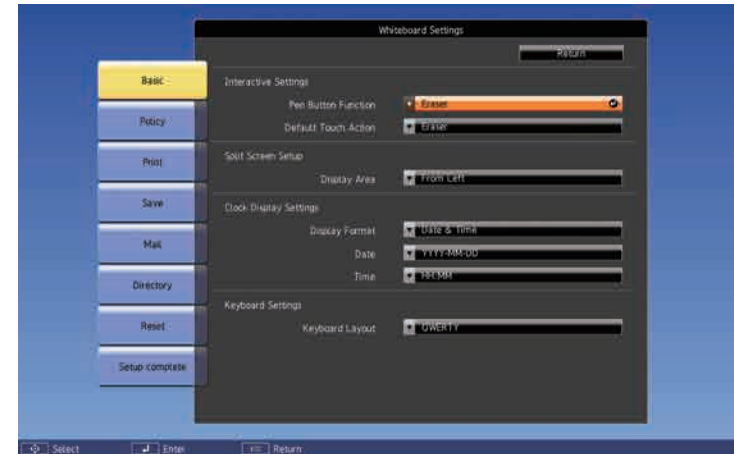 Whiteboard Settings
Return
Basic
Policy
Print
Save
Mail
Directory
Reset
Setup complete
Interactive Settings
Pen Button Function Eraser
Default Touch Action Eraser
Split Screen Setup
Display Area From Left
Clock Display Settings
Display Format Date & Time
Date YYYY-MM-DD
Time HH:MM
Keyboard Settings
Keyboard Layout QWERTY
Select Enter Return